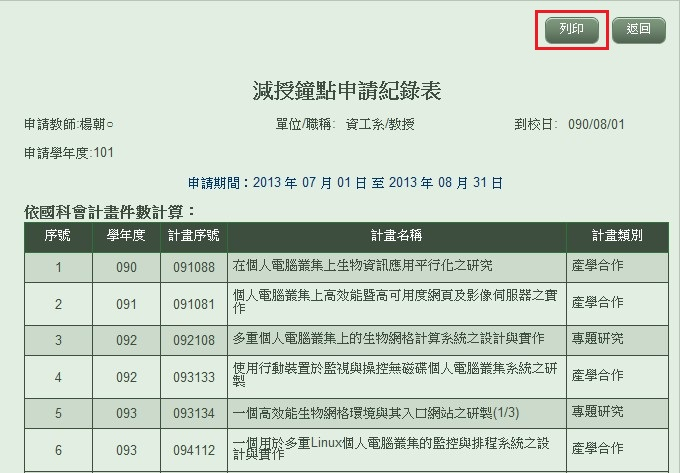 列印 返回
減授鐘點申請紀錄表
申請教師:楊朝○ 單位/職稱: 資工系/教授 到校日: 090/08/01
申請學年度:101
申請期間：2013 年 07 月 01 日 至 2013 年 08 月 31 日
依國科會計畫件數計算：
序號 學年度 計畫序號 計畫名稱 計畫類別
1 090 091088 在個人電腦叢集上生物資訊應用平行化之研究 產學合作
2 091 091081 個人電腦叢集上高效能暨高可用度網頁及影像伺服器之實
作 產學合作
3 092 092108 多重個人電腦叢集上的生物網格計算系統之設計與實作 專題研究
4 092 093133 使用行動裝置於監視與操控無磁碟個人電腦叢集系統之研
製 產學合作
5 093 093134 一個高效能生物網格環境與其入口網站之研製(1/3) 專題研究
6 093 094112 一個用於多重Linux個人電腦叢集的監控與排程系統之設
計與實作 產學合作